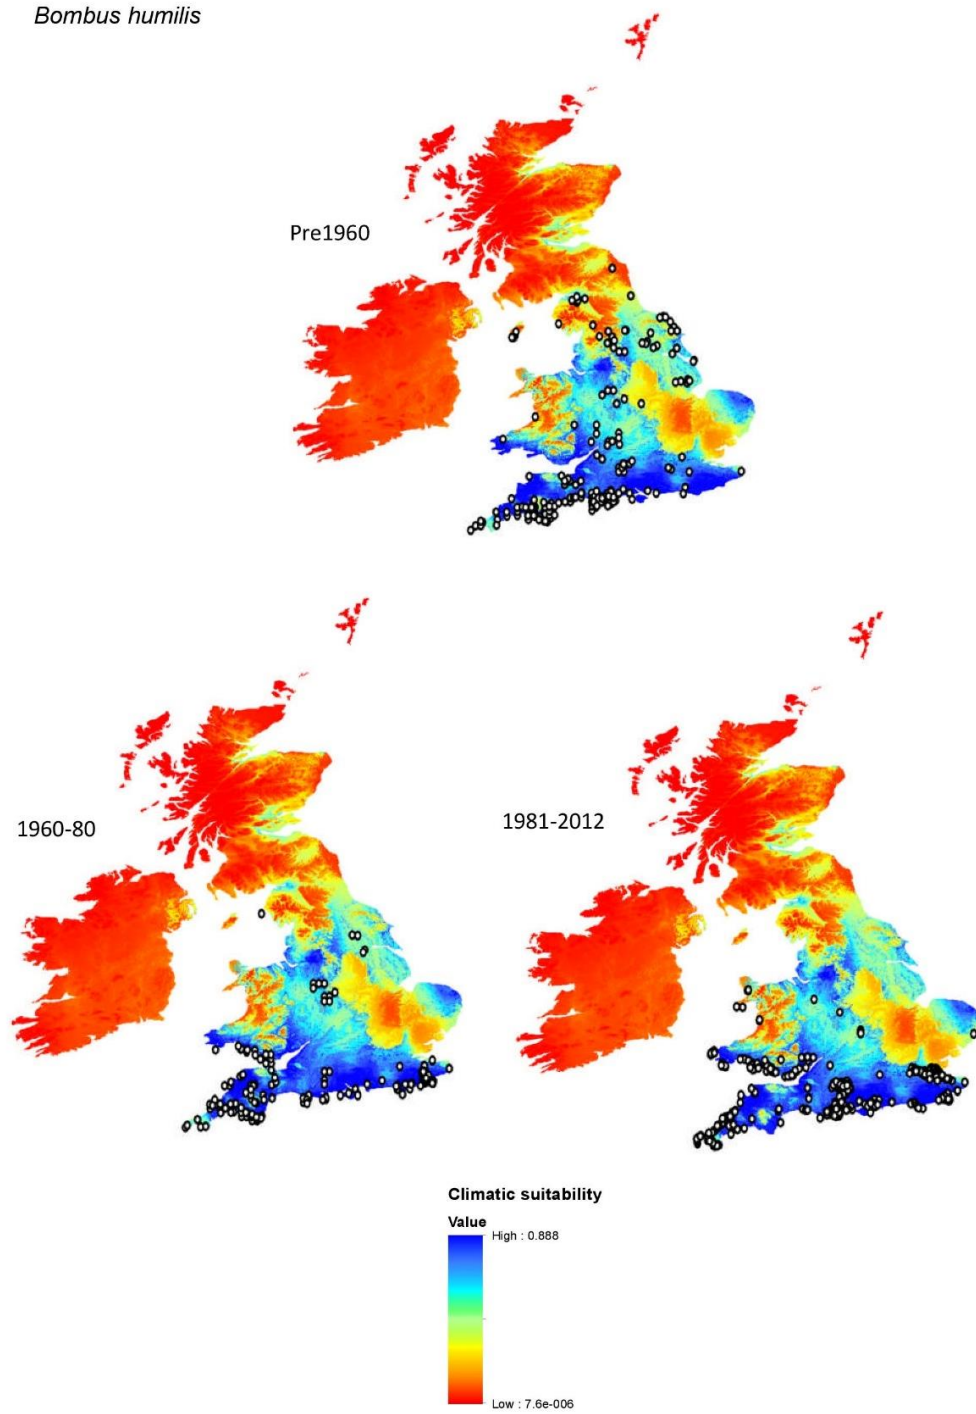 Bombus humilis
Pre1960
1960-80
1981-2012
Climatic suitability
Value
High : 0.888
Low : 7.6e-006